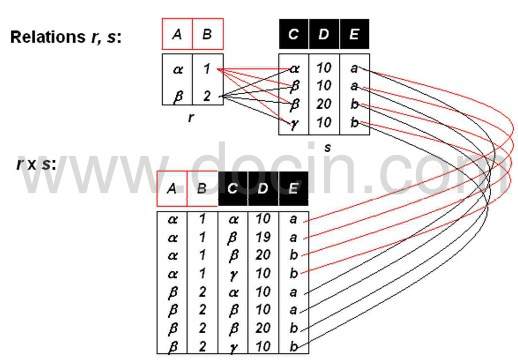 Relations r, s:
A B
C D E
α 1
β 2
r
α 10 a
β 10 a
β 20 b
γ 10 b
s
r x s:
www.docin.com
A B C D E
α 1 α 10 a
α 1 β 19 a
α 1 β 20 b
α 1 γ 10 b
β 2 α 10 a
β 2 β 10 a
β 2 β 20 b
β 2 γ 10 b